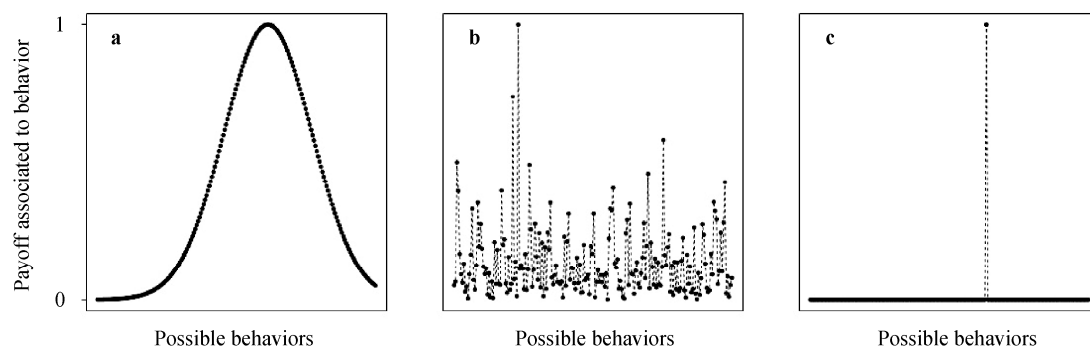 Payoff associated to behavior
1
0
a
b
c
Possible behaviors
Possible behaviors
Possible behaviors